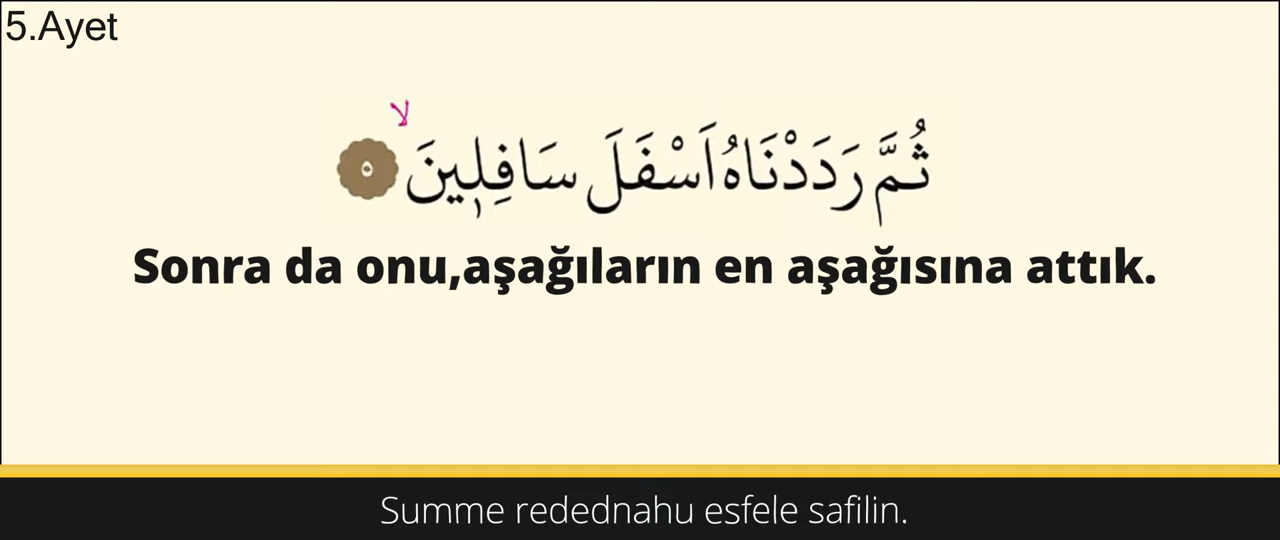 5.Ayet
ثُمَّ رَدَدْنَاهُ اَسْفَلَ سَافِل۪ينَۙ ٥
Sonra da onu,aşağıların en aşağısına attık.
Summe redednahu esfele safilin.